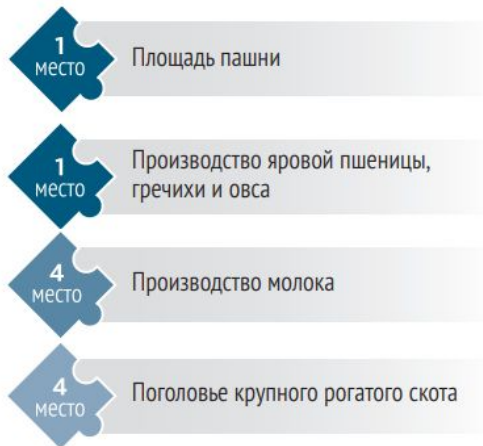 1
место
Площадь пашни
1
место
Производство яровой пшеницы,
гречихи и овса
4
место
Производство молока
4
место
Поголовье крупного рогатого скота